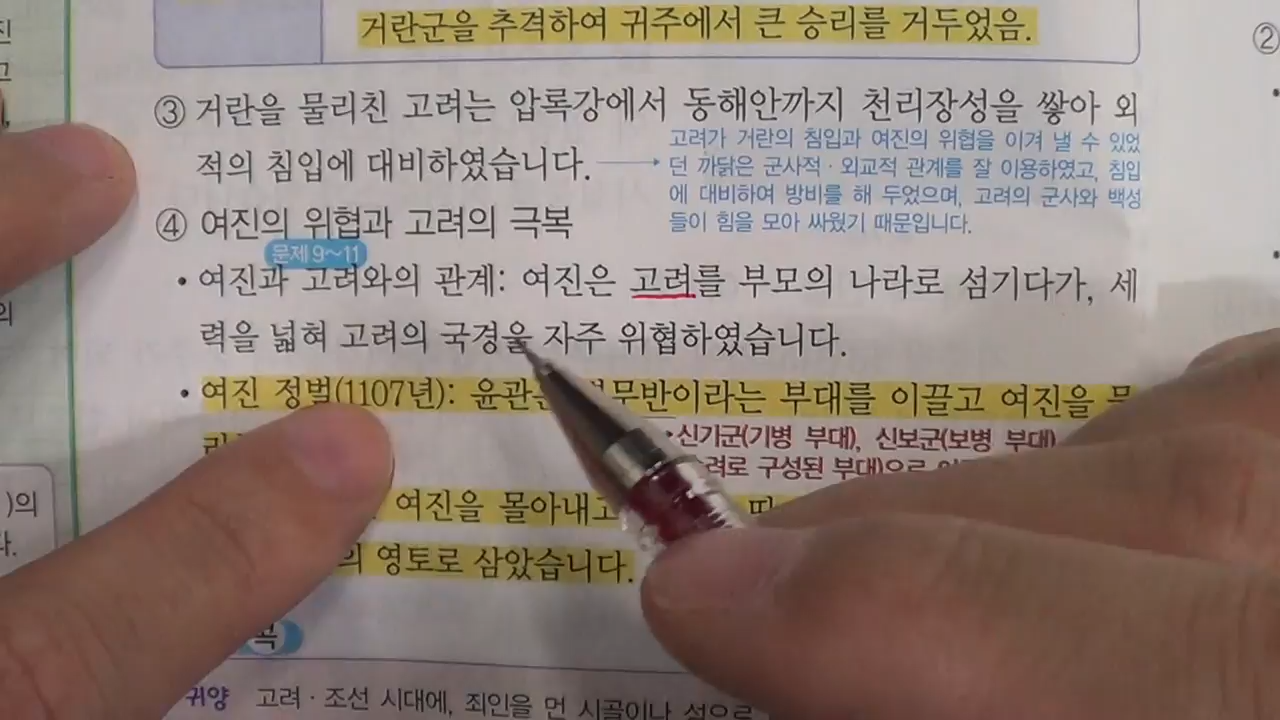 거란군을 추격하여 귀주에서 큰 승리를 거두었음.
③ 거란을 물리친 고려는 압록강에서 동해안까지 천리장성을 쌓아 외
적의 침입에 대비하였습니다.
고려가 거란의 침입과 여진의 위협을 이겨 낼 수 있었
던 까닭은 군사적·외교적 관계를 잘 이용하였고, 침입
에 대비하여 방비를 해 두었으며, 고려의 군사와 백성
들이 힘을 모아 싸웠기 때문입니다.
④ 여진의 위협과 고려의 극복
문제 9~11
• 여진과 고려와의 관계: 여진은 고려를 부모의 나라로 섬기다가, 세
력을 넓혀 고려의 국경을 자주 위협하였습니다.
• 여진 정벌(1107년): 윤관은 이라는 부대를 이끌고 여진을
신기군(기병 부대), 신보군(보병 부대)
구성된 부대)으로
여진을 몰아내고
의 영토로 삼았습니다.
귀양 고려·조선 시대에, 죄인을 먼 시골이나 섬으로
)의
②